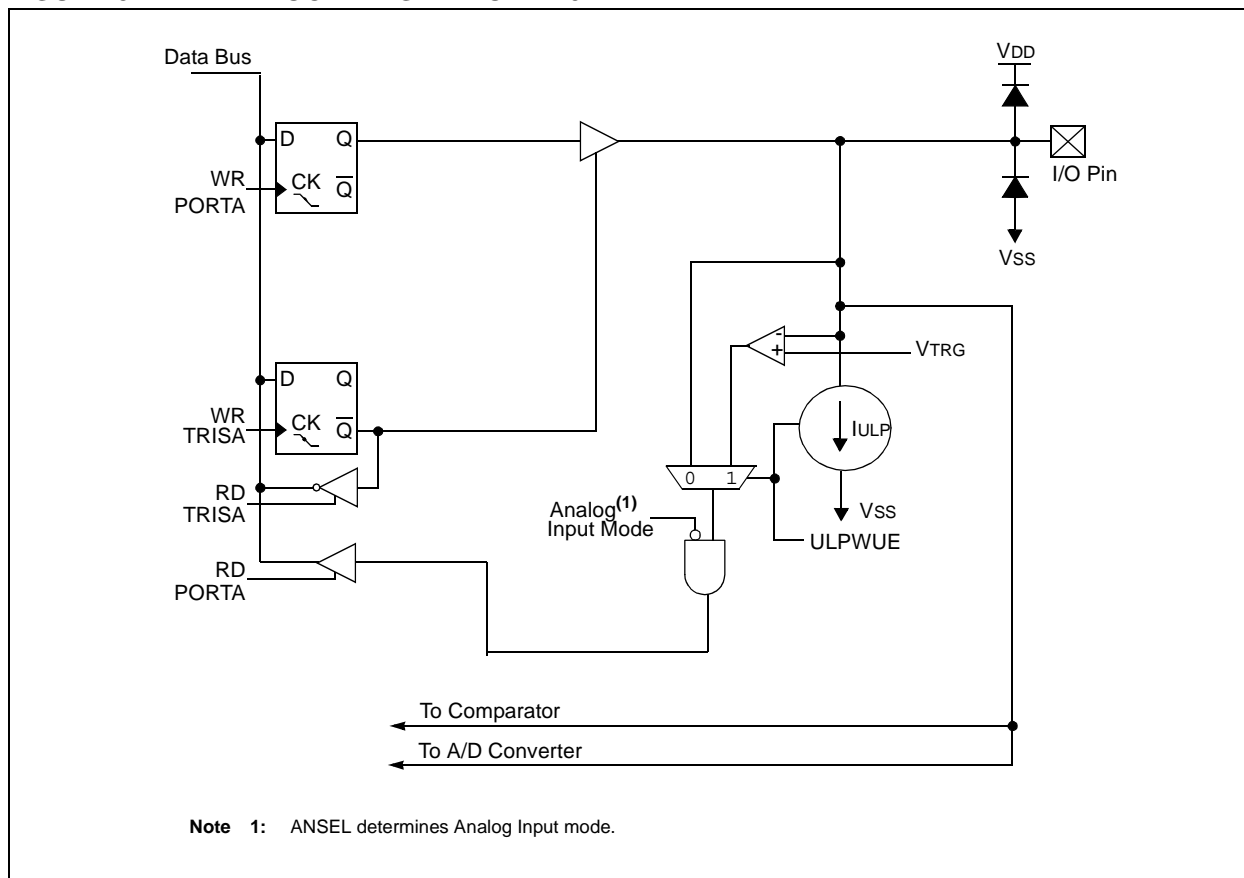 Data Bus
VDD
D Q
WR
PORTA
CK Q
I/O Pin
VSS
-
+
VTRG
D Q
WR
TRISA
CK Q
IULP
RD
TRISA
0 1
Analog(1)
Input Mode
VSS
ULPWUE
RD
PORTA
To Comparator
To A/D Converter
Note 1: ANSEL determines Analog Input mode.